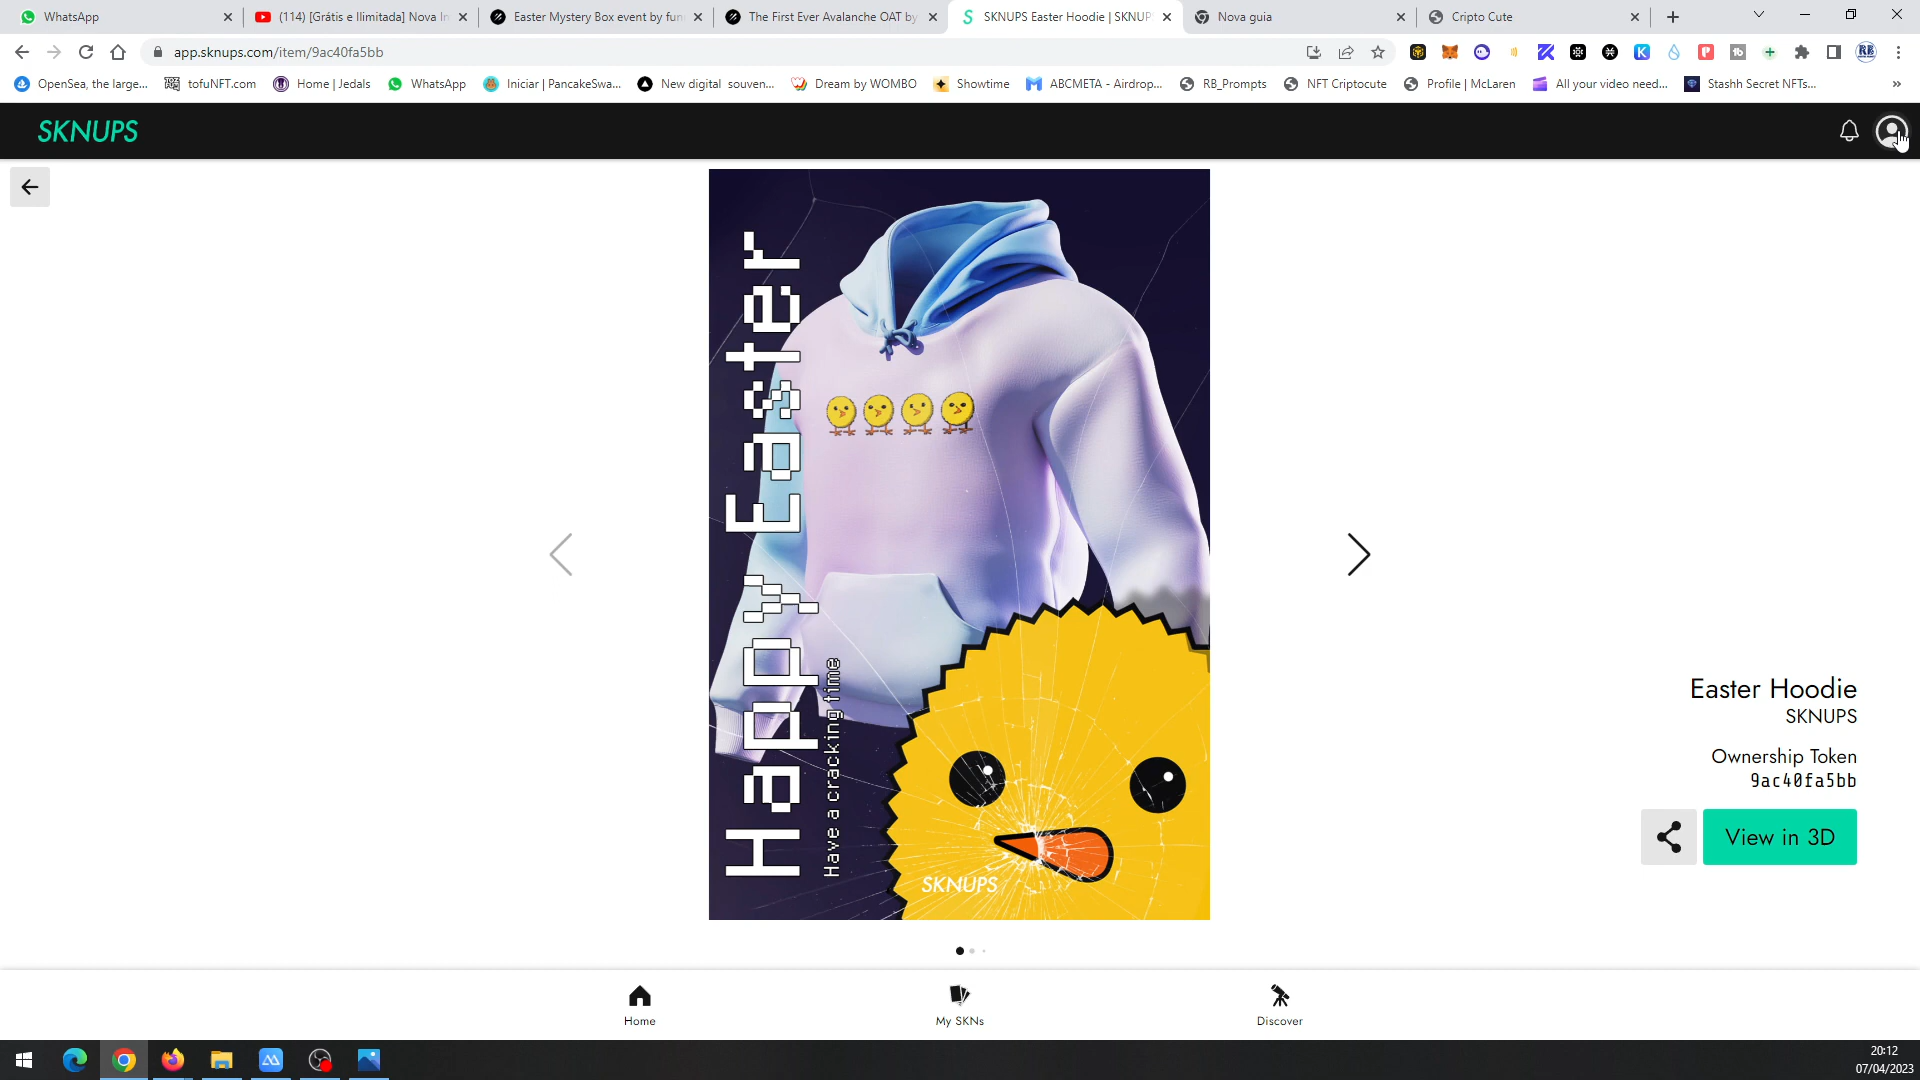 WhatsApp
(114) [Grátis e Ilimitada] Nova In
Easter Mystery Box event by fun
The First Ever Avalanche OAT by
SKNUPS Easter Hoodie | SKNUP
Nova guia
Cripto Cute
app.sknups.com/item/9ac40fa5bb
OpenSea, the large...
tofuNFT.com
Home | Jedals
WhatsApp
Iniciar | PancakeSwa...
New digital souven...
Dream by WOMBO
Showtime
ABCMETA - Airdrop...
RB_Prompts
NFT Criptocute
Profile | McLaren
All your video need...
Stashh Secret NFTs...
SKNUPS
Happy Easter
Have a cracking time
SKNUPS
Easter Hoodie
SKNUPS
Ownership Token
9ac40fa5bb
View in 3D
Home
My SKNs
Discover
20:12
07/04/2023